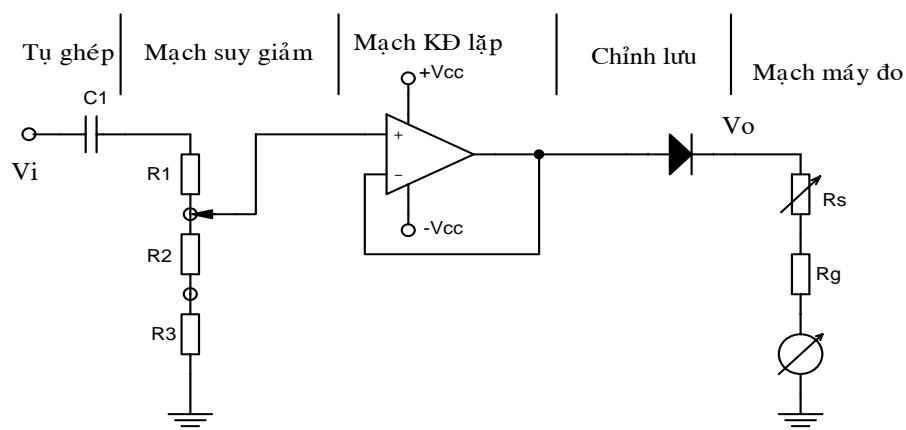 Tụ ghép
Mạch suy giảm
Mạch KĐ lặp
Chỉnh lưu
Mạch máy đo
C1
+Vcc
Vi
R1
+
−
Vo
Rs
-Vcc
R2
Rg
R3